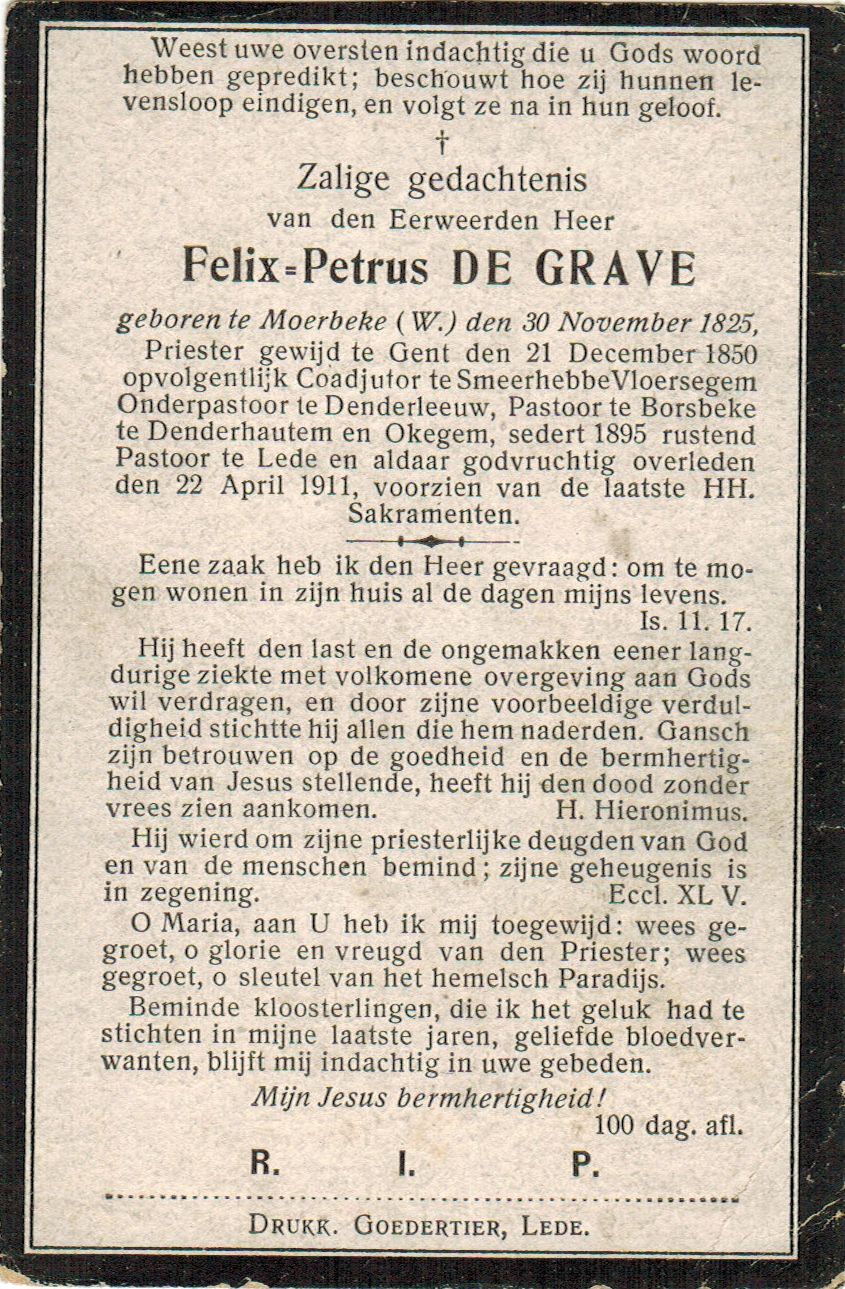 Weest uwe oversten indachtig die u Gods woord
hebben gepredikt; beschouwt hoe zij hunnen le-
vensloop eindigen, en volgt ze na in hun geloof.
†
Zalige gedachtenis
van den Eerweerden Heer
Felix=Petrus DE GRAVE
geboren te Moerbeke (W.) den 30 November 1825,
Priester gewijd te Gent den 21 December 1850
opvolgentlijk Coadjutor te SmeerhebbeVloersegem
Onderpastoor te Denderleeuw, Pastoor te Borsbeke
te Denderhautem en Okegem, sedert 1895 rustend
Pastoor te Lede en aldaar godvruchtig overleden
den 22 April 1911, voorzien van de laatste HH.
Sakramenten.
Eene zaak heb ik den Heer gevraagd: om te mo-
gen wonen in zijn huis al de dagen mijns levens.
Is. 11. 17.
Hij heeft den last en de ongemakken eener lang-
durige ziekte met volkomene overgeving aan Gods
wil verdragen, en door zijne voorbeeldige verdul-
digheid stichtte hij allen die hem naderden. Gansch
zijn betrouwen op de goedheid en de bermhertig-
heid van Jesus stellende, heeft hij den dood zonder
vrees zien aankomen. H. Hieronimus.
Hij wierd om zijne priesterlijke deugden van God
en van de menschen bemind; zijne geheugenis is
in zegening. Eccl. XL V.
O Maria, aan U heb ik mij toegewijd: wees ge-
groet, o glorie en vreugd van den Priester; wees
gegroet, o sleutel van het hemelsch Paradijs.
Beminde kloosterlingen, die ik het geluk had te
stichten in mijne laatste jaren, geliefde bloedver-
wanten, blijft mij indachtig in uwe gebeden.
Mijn Jesus bermhertigheid!
100 dag. afl.
R. I. P.
DRUKK. GOEDERTIER, LEDE.